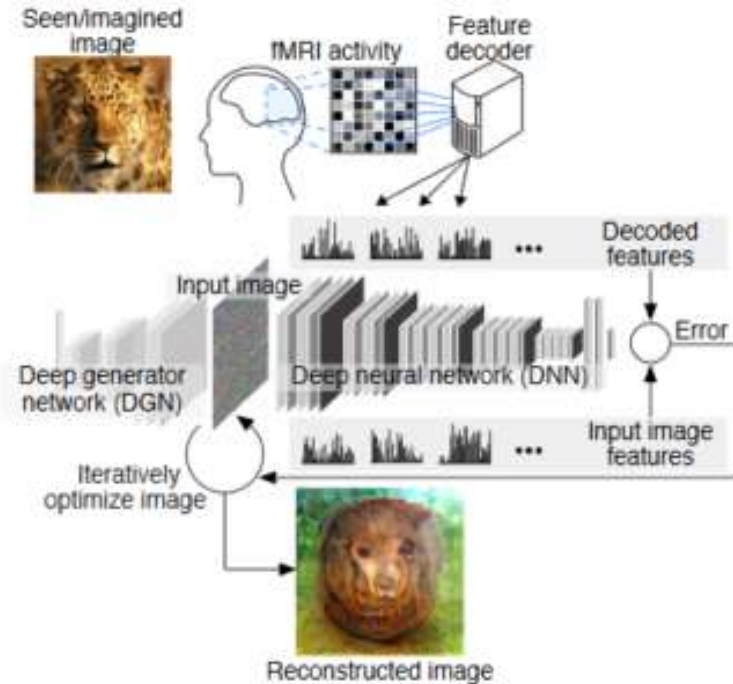 Seen/Imagined
image
fMRI activity
Feature
decoder
Decoded
features
Input image
Error
Deep generator
network (DGN)
Deep neural network (DNN)
Input image
features
Iteratively
optimize image
Reconstructed image